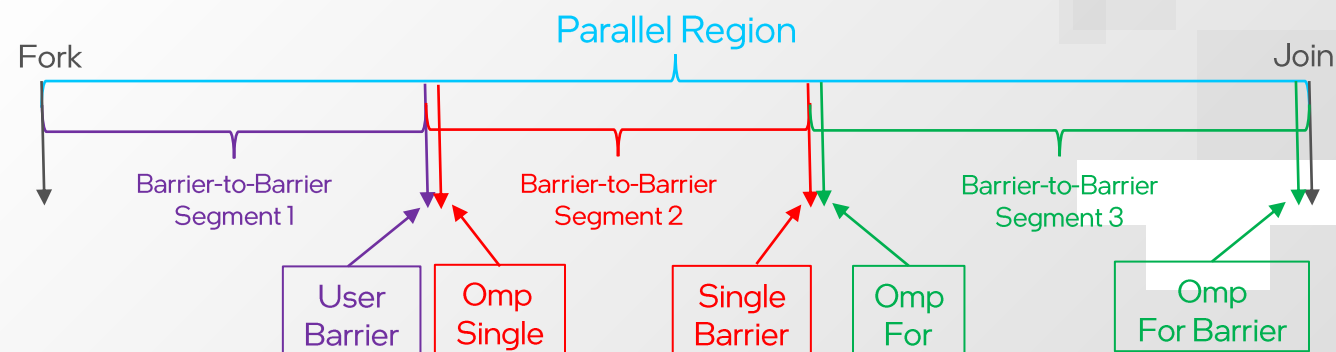 Parallel Region
Fork
Join
Barrier-to-Barrier
Segment 1
Barrier-to-Barrier
Segment 2
Barrier-to-Barrier
Segment 3
User
Barrier
Omp
Single
Single
Barrier
Omp
For
Omp
For Barrier